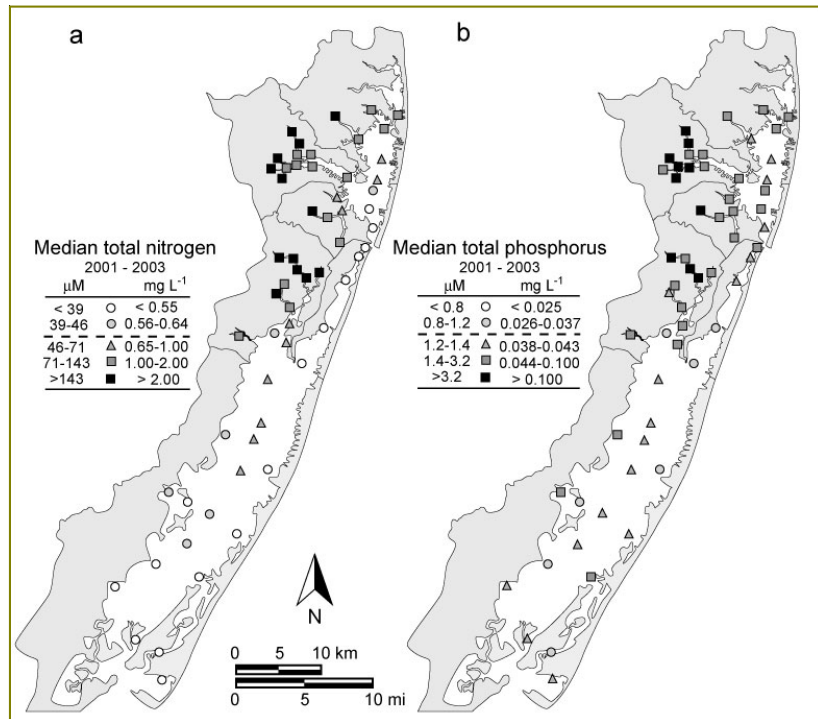 a
Median total nitrogen
2001 - 2003
µM mg L⁻¹
< 39 < 0.55
39-46 0.56-0.64
46-71 0.65-1.00
71-143 1.00-2.00
>143 > 2.00
b
Median total phosphorus
2001 - 2003
µM mg L⁻¹
< 0.8 < 0.025
0.8-1.2 0.026-0.037
1.2-1.4 0.038-0.043
1.4-3.2 0.044-0.100
>3.2 > 0.100
N
0 5 10 km
0 5 10 mi